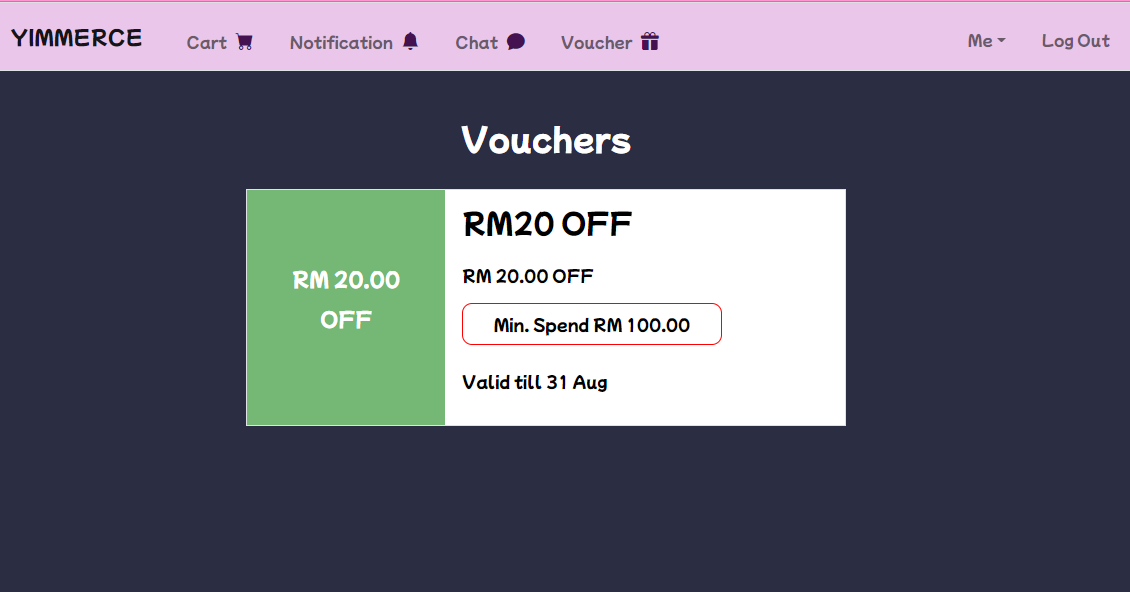 YIMMERCE Cart Notification Chat Voucher Me Log Out
Vouchers
RM 20.00
OFF
RM20 OFF
RM 20.00 OFF
Min. Spend RM 100.00
Valid till 31 Aug